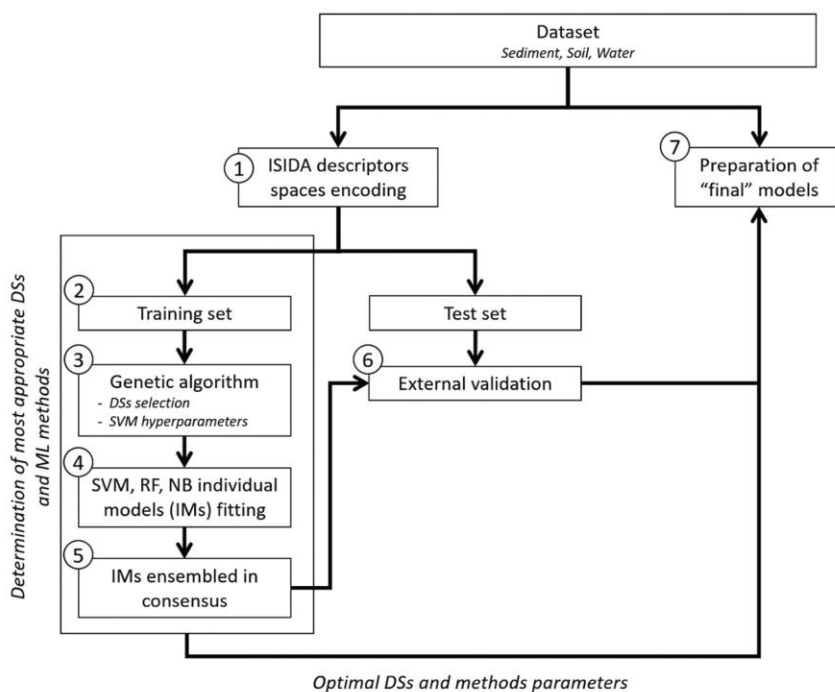 Dataset
Sediment, Soil, Water
1
ISIDA descriptors
spaces encoding
7
Preparation of
“final” models
Determination of most appropriate DSs
and ML methods
2
Training set
Test set
3
Genetic algorithm
- DSs selection
- SVM hyperparameters
6
External validation
4
SVM, RF, NB individual
models (IMs) fitting
5
IMs ensembled in
consensus
Optimal DSs and methods parameters